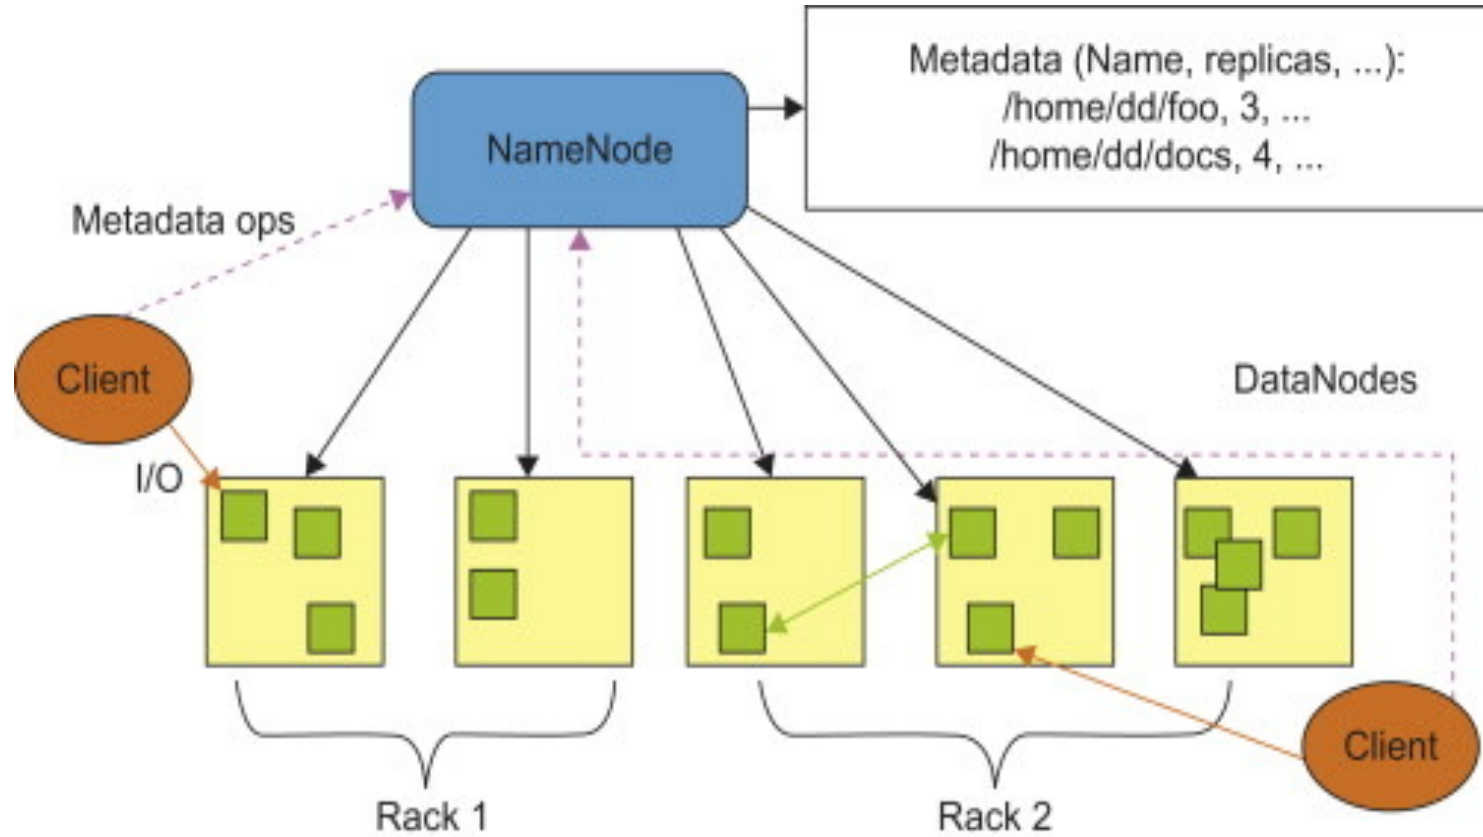 Metadata (Name, replicas, ...):
/home/dd/foo, 3, ...
/home/dd/docs, 4, ...
NameNode
Metadata ops
Client
DataNodes
I/O
Client
Rack 1
Rack 2